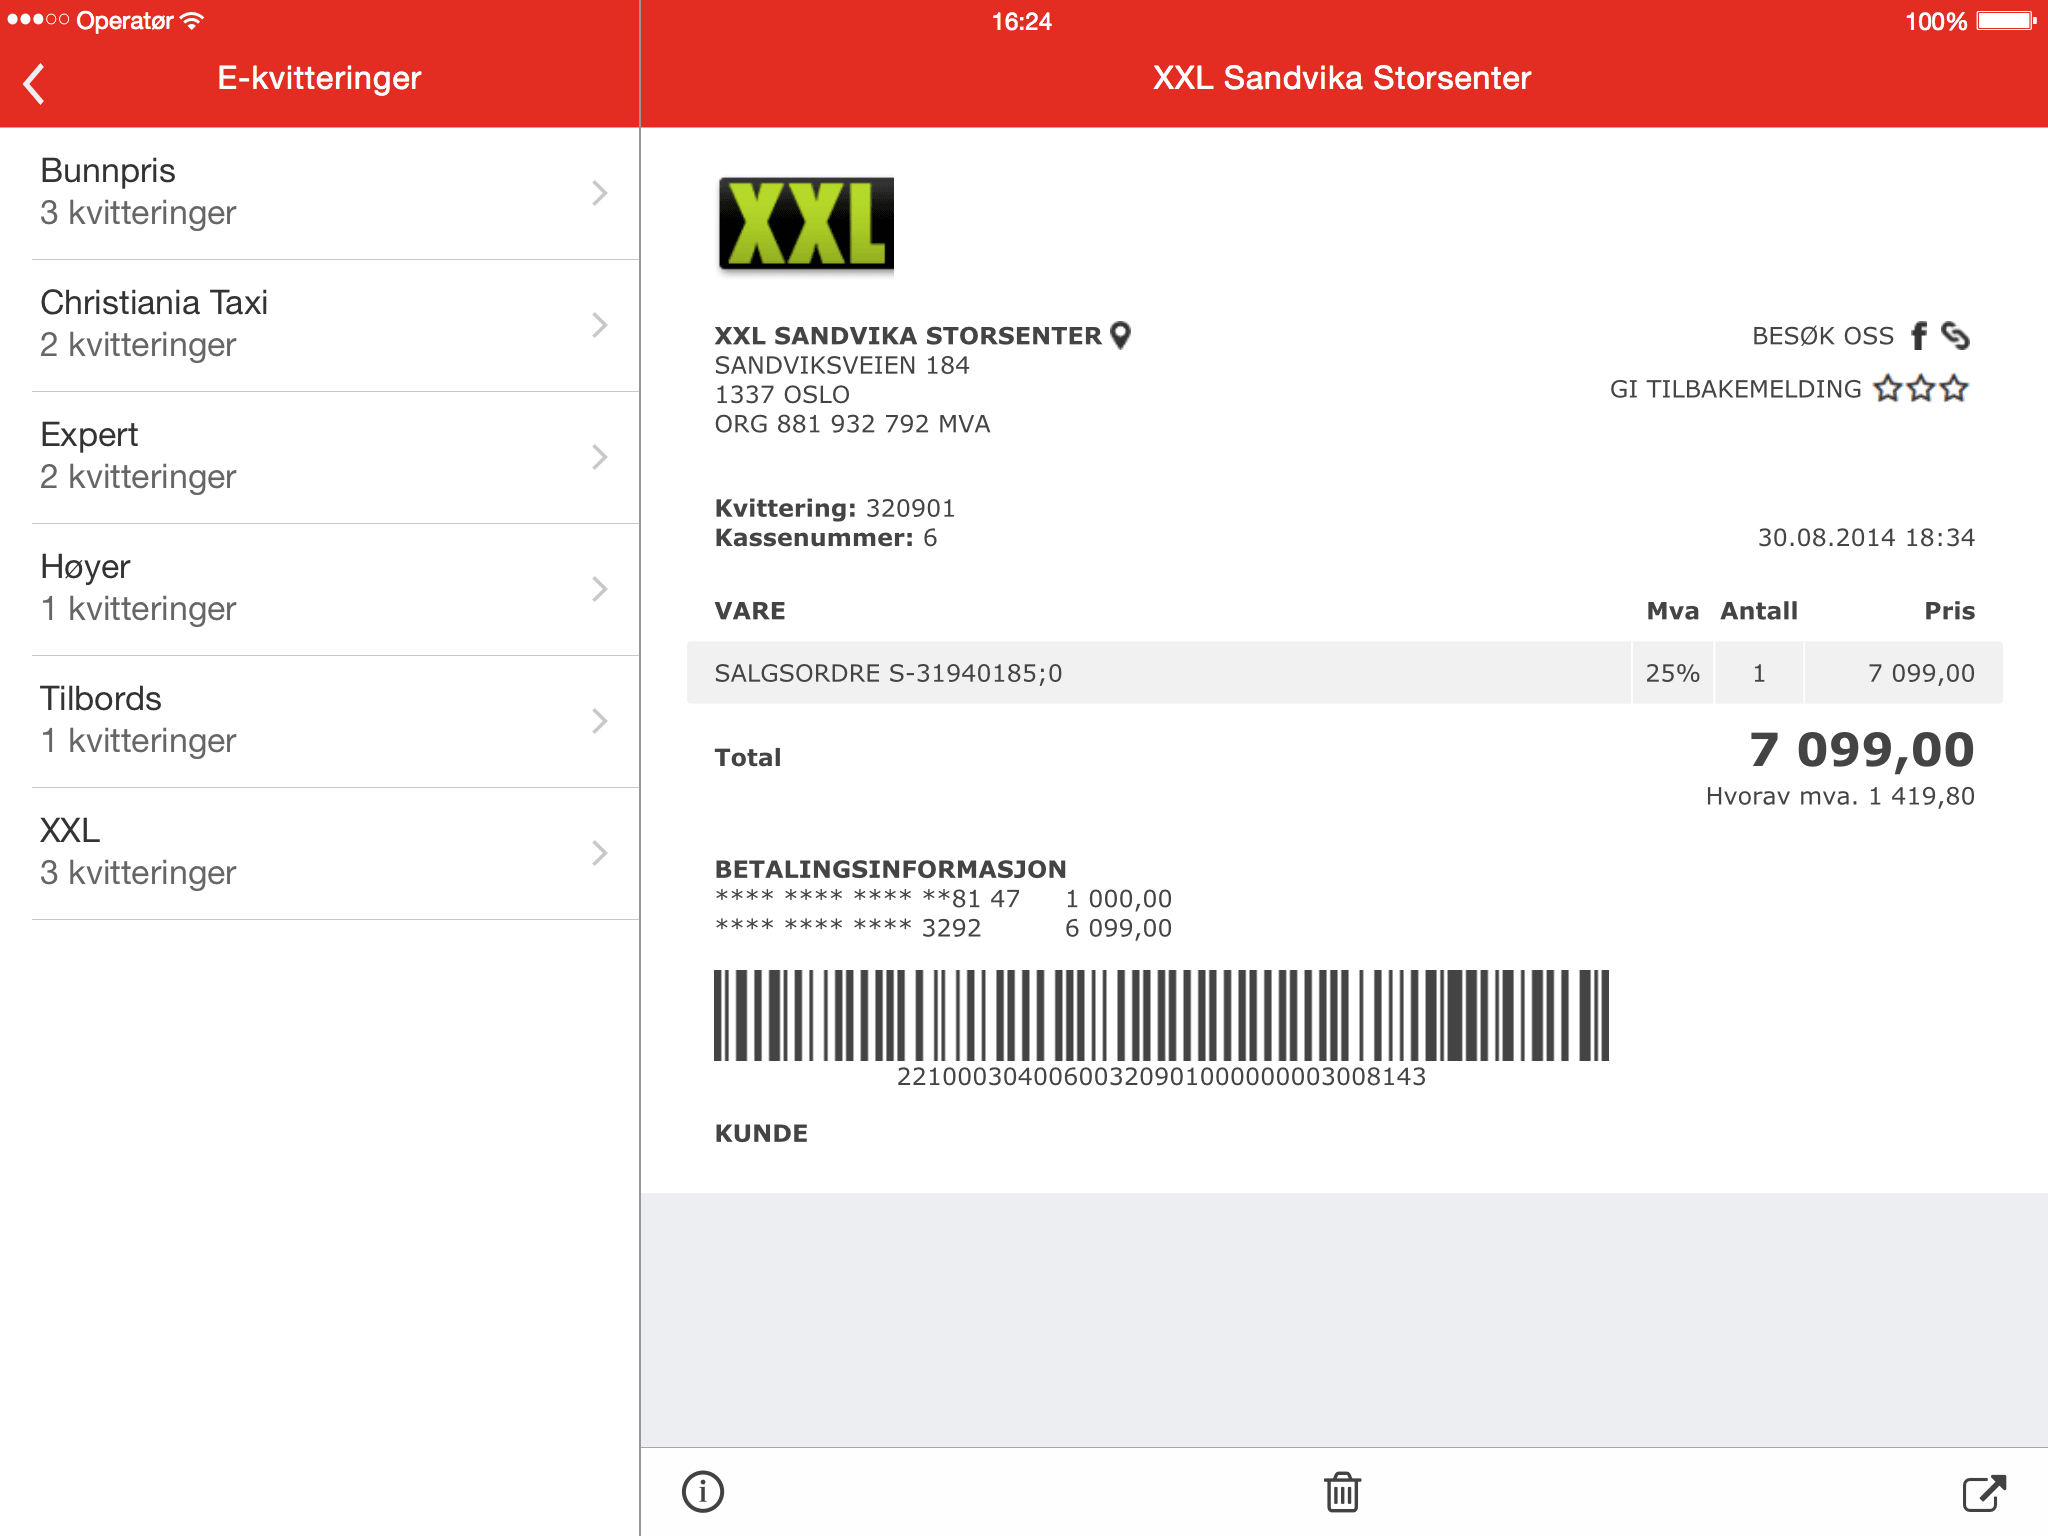 Operatør
16:24
100%
E-kvitteringer
XXL Sandvika Storsenter
Bunnpris
3 kvitteringer
Christiania Taxi
2 kvitteringer
Expert
2 kvitteringer
Høyer
1 kvitteringer
Tilbords
1 kvitteringer
XXL
3 kvitteringer
XXL
XXL SANDVIKA STORSENTER
SANDVIKSVEIEN 184
1337 OSLO
ORG 881 932 792 MVA
BESØK OSS
GI TILBAKEMELDING
Kvittering: 320901
Kassenummer: 6
30.08.2014 18:34
VARE Mva Antall Pris
SALGSORDRE S-31940185;0 25% 1 7 099,00
Total 7 099,00
Hvorav mva. 1 419,80
BETALINGSINFORMASJON
**** **** **** **81 47 1 000,00
**** **** **** 3292 6 099,00
2210003040060032090100000000​3008143
KUNDE